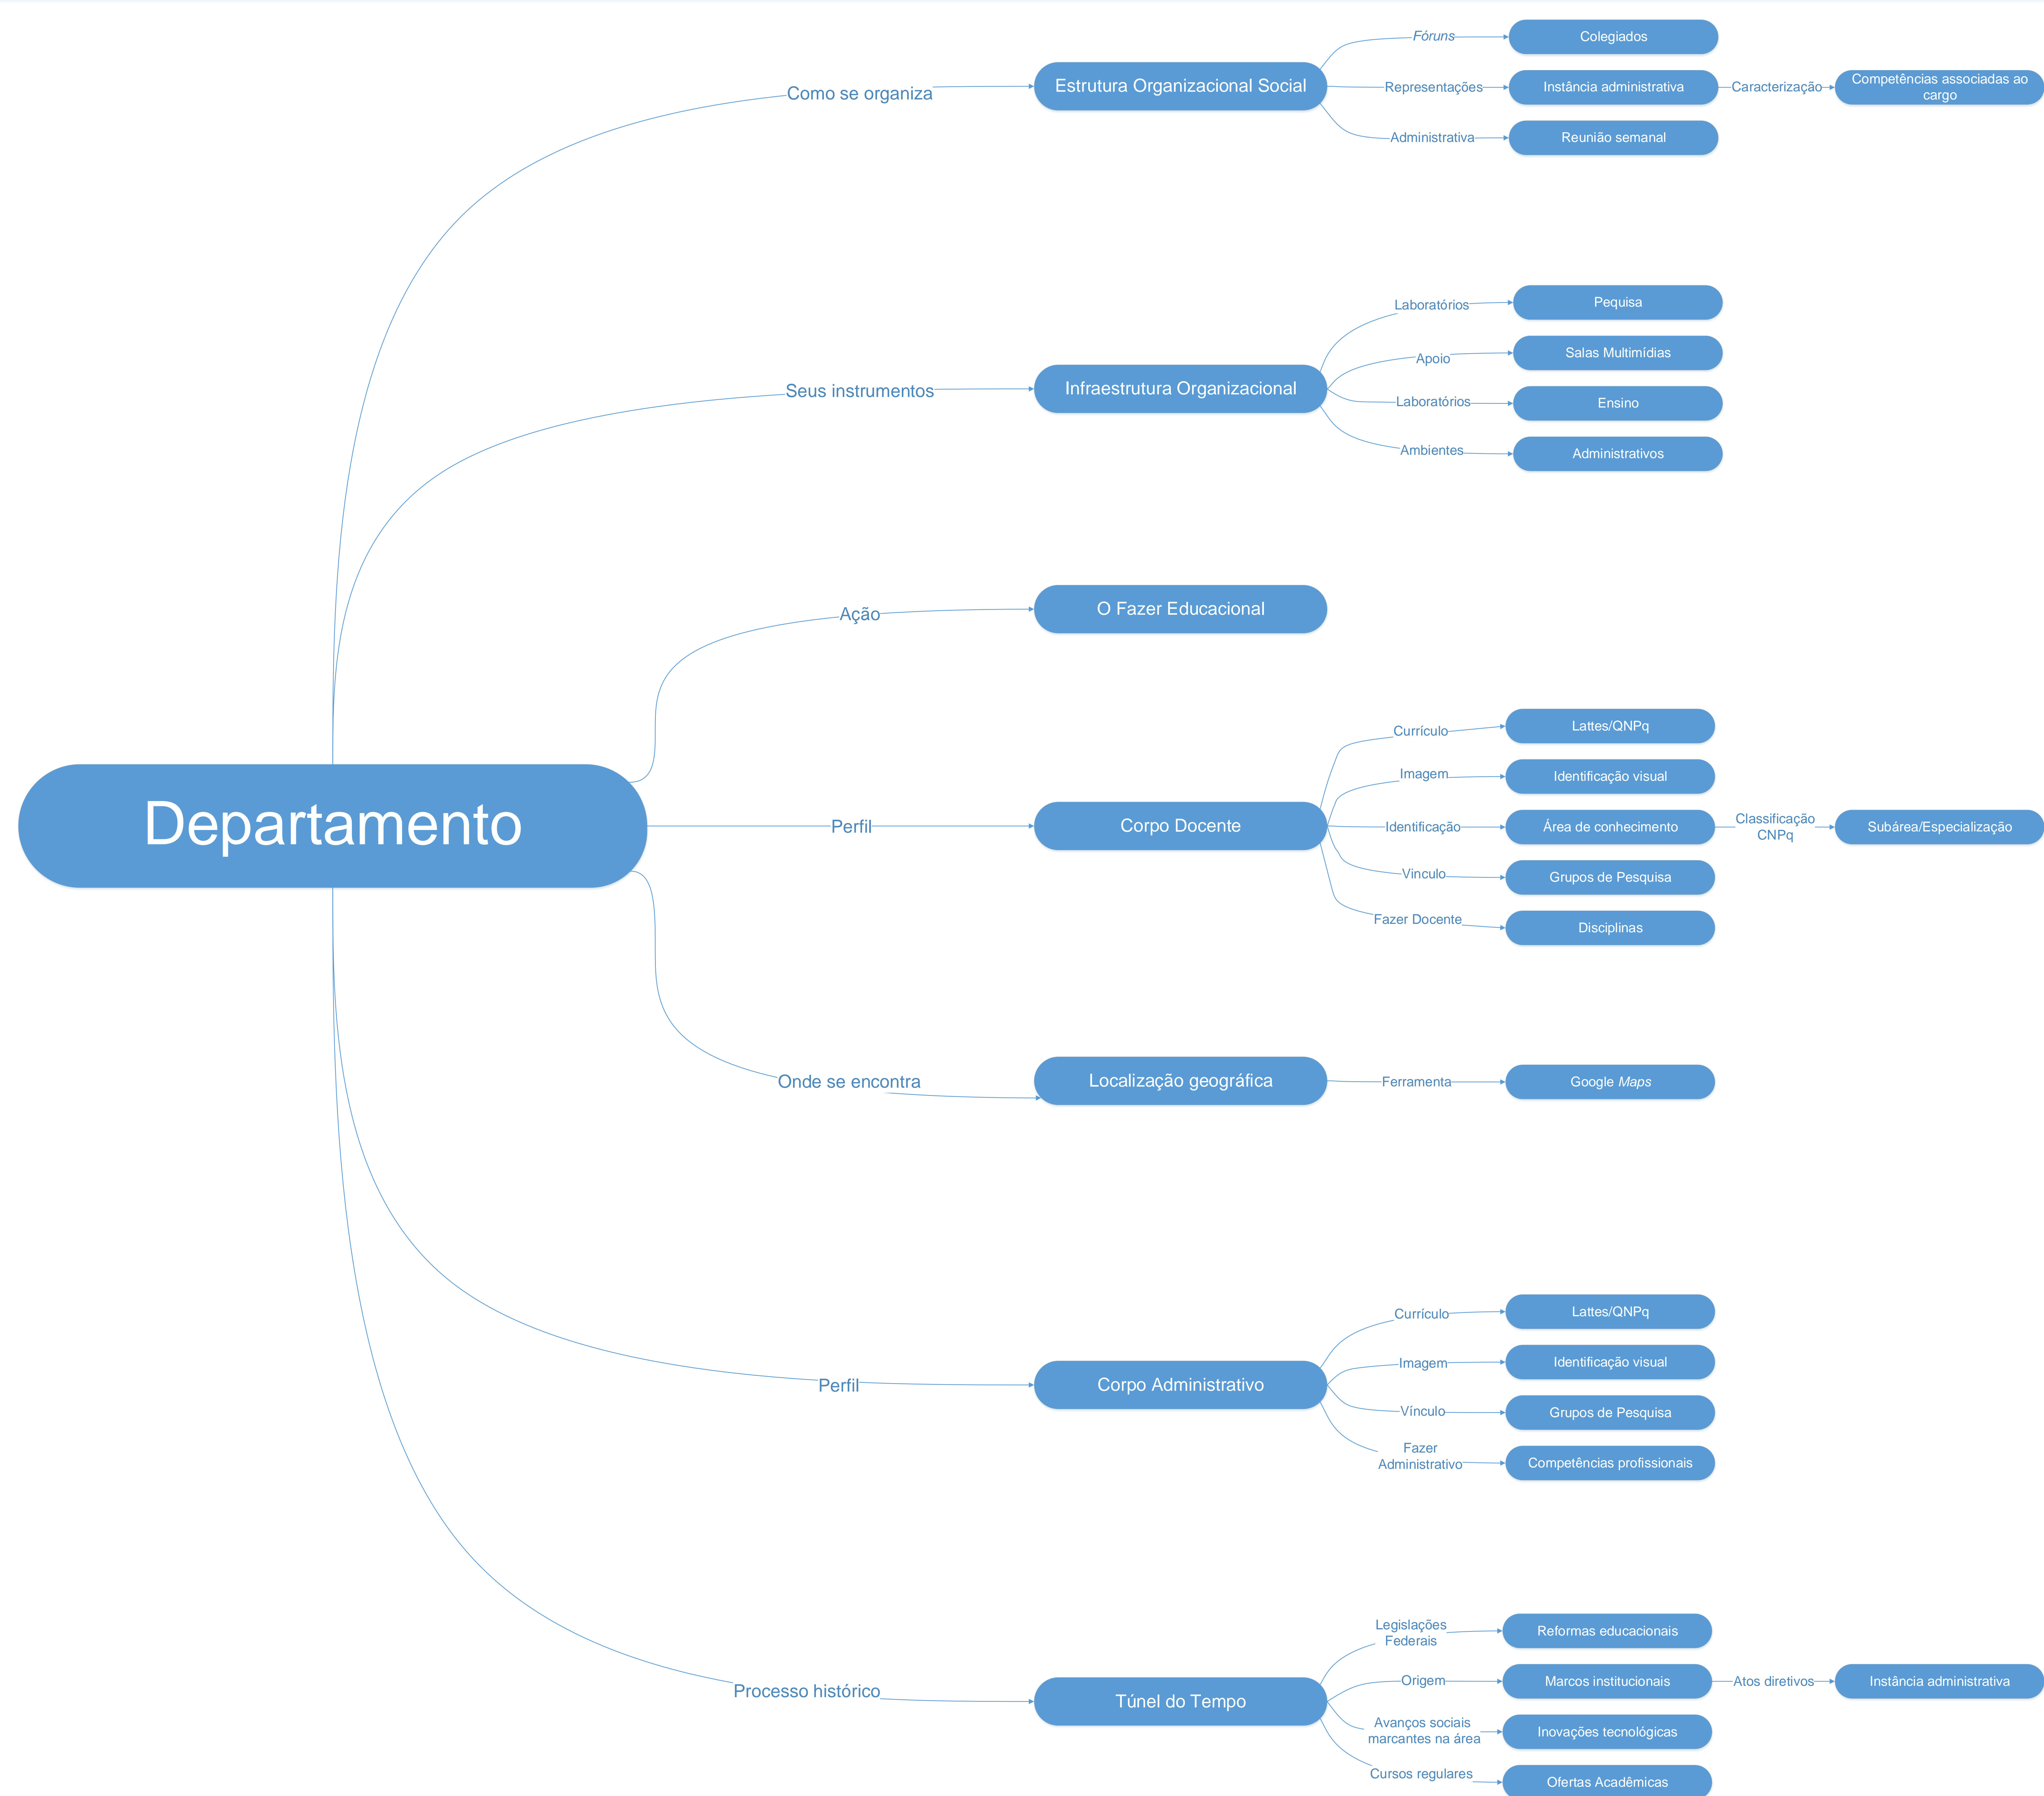 Departamento
Como se organiza
Estrutura Organizacional Social
Fóruns
Colegiados
Representações
Instância administrativa
Caracterização
Competências associadas ao
cargo
Administrativa
Reunião semanal
Seus instrumentos
Infraestrutura Organizacional
Laboratórios
Pequisa
Apoio
Salas Multimídias
Laboratórios
Ensino
Ambientes
Administrativos
Ação
O Fazer Educacional
Perfil
Corpo Docente
Currículo
Lattes/QNPq
Imagem
Identificação visual
Identificação
Área de conhecimento
Classificação
CNPq
Subárea/Especialização
Vinculo
Grupos de Pesquisa
Fazer Docente
Disciplinas
Onde se encontra
Localização geográfica
Ferramenta
Google Maps
Perfil
Corpo Administrativo
Currículo
Lattes/QNPq
Imagem
Identificação visual
Vínculo
Grupos de Pesquisa
Fazer
Administrativo
Competências profissionais
Processo histórico
Túnel do Tempo
Legislações
Federais
Reformas educacionais
Origem
Marcos institucionais
Atos diretivos
Instância administrativa
Avanços sociais
marcantes na área
Inovações tecnológicas
Cursos regulares
Ofertas Acadêmicas